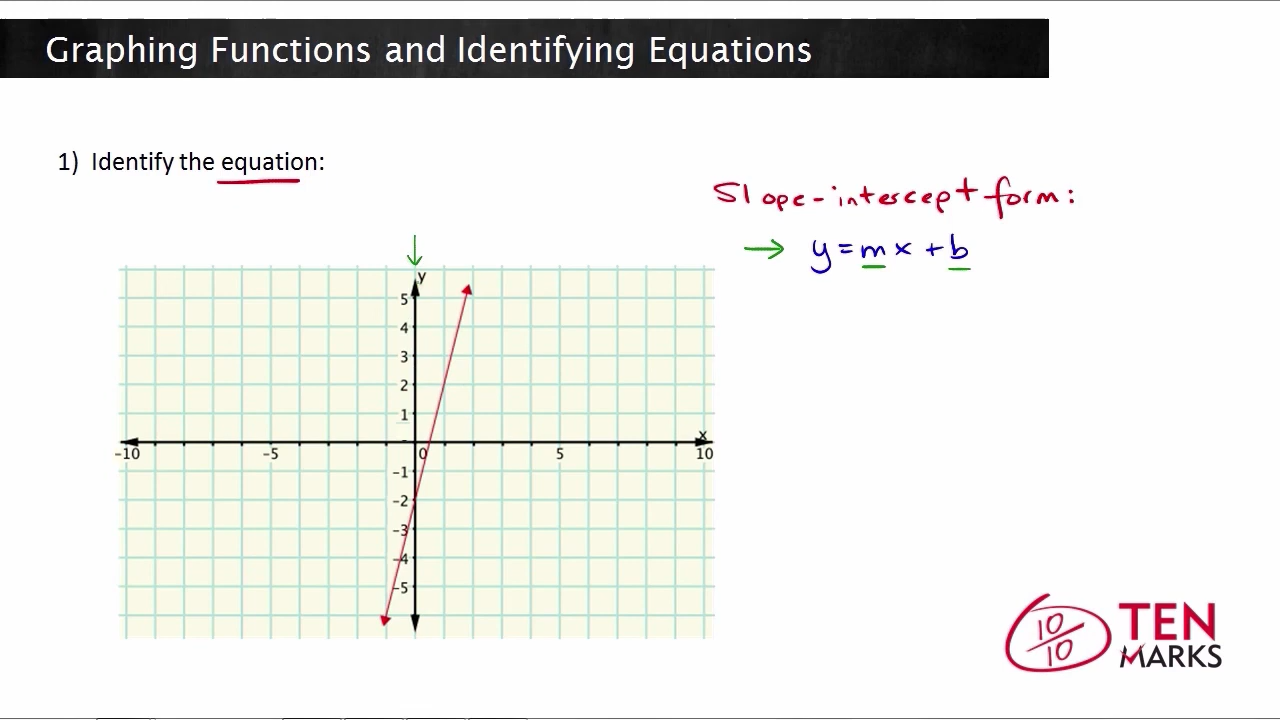 Graphing Functions and Identifying Equations
1) Identify the equation:
Slope-intercept form:
→ y = mx + b
y
5
4
3
2
1
x
-10
-5
0
5
10
-1
-2
-3
-4
-5
10/10
TEN
MARKS